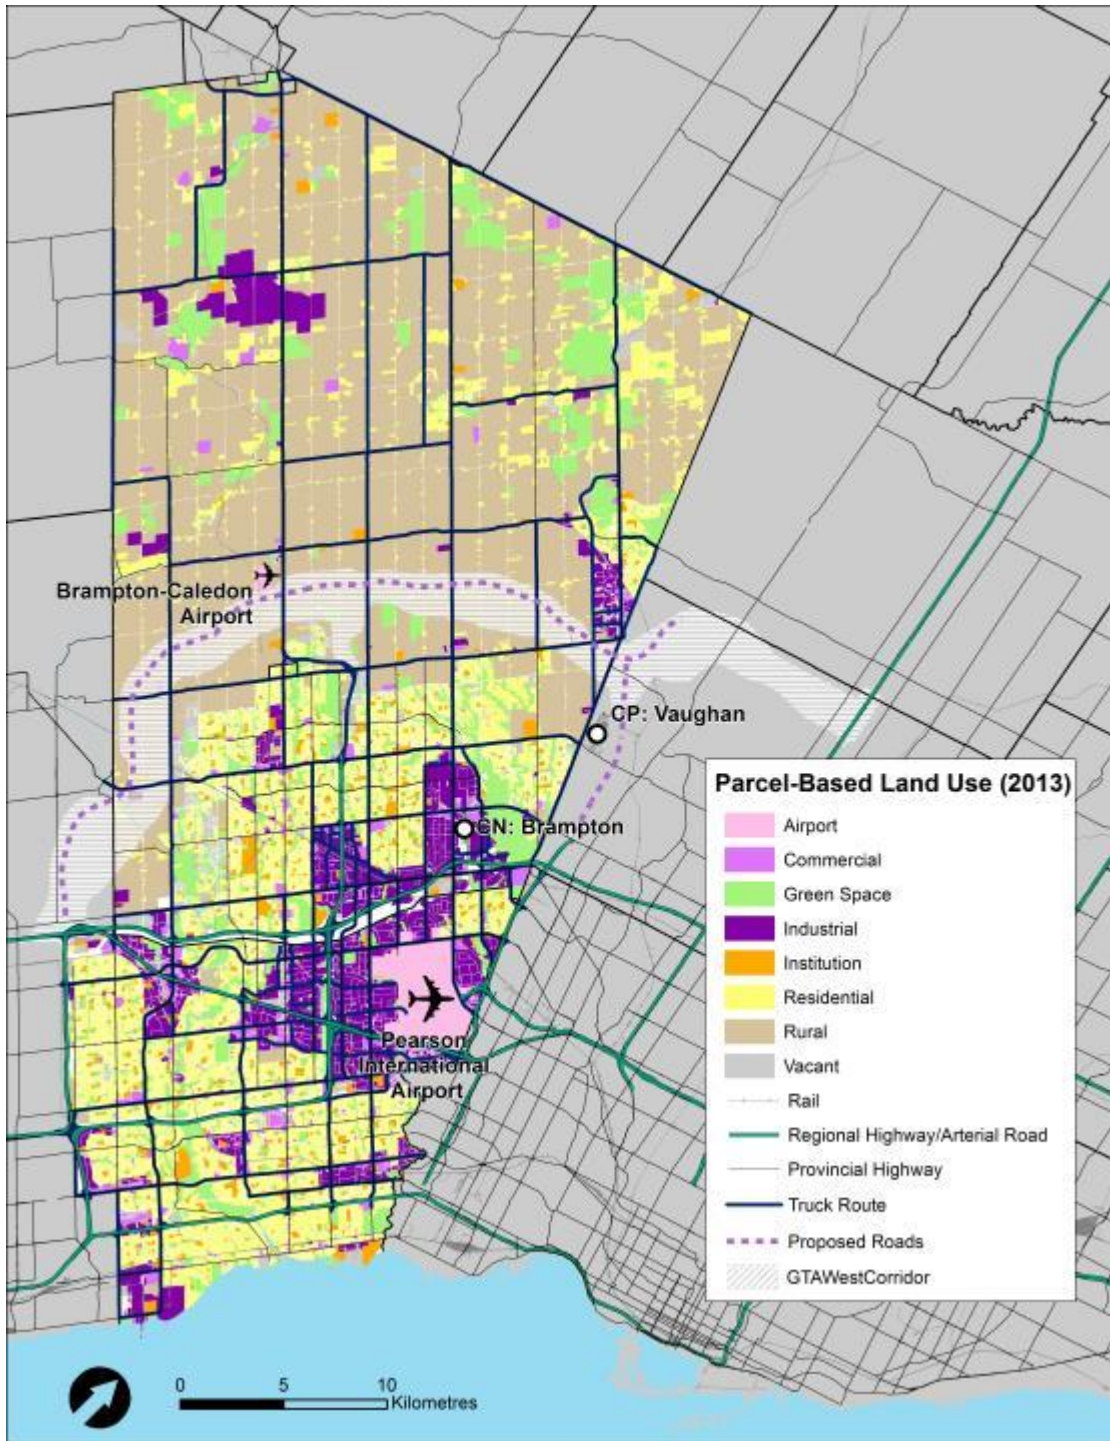 Brampton-Caledon
Airport
CP: Vaughan
CN: Brampton
Pearson
International
Airport
Parcel-Based Land Use (2013)
Airport
Commercial
Green Space
Industrial
Institution
Residential
Rural
Vacant
Rail
Regional Highway/Arterial Road
Provincial Highway
Truck Route
Proposed Roads
GTAWestCorridor
0 5 10
Kilometres